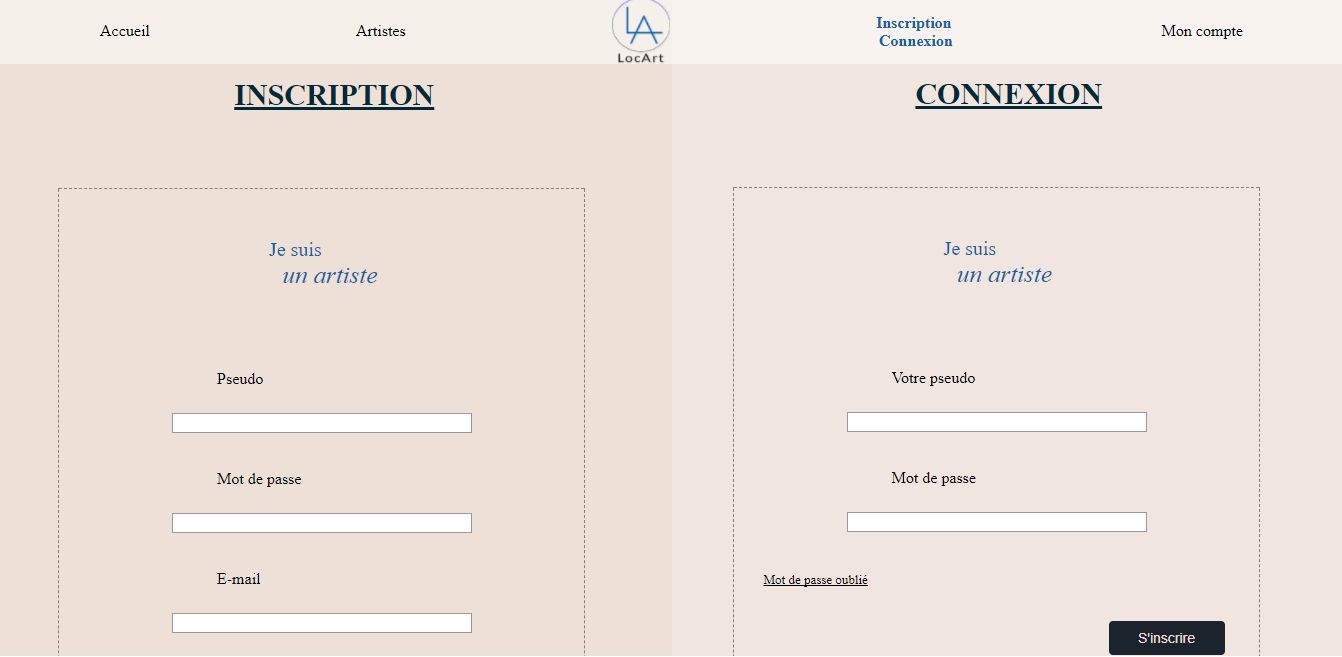 Accueil
Artistes
LA
LocArt
Inscription
Connexion
Mon compte
INSCRIPTION
Je suis
un artiste
Pseudo
Mot de passe
E-mail
CONNEXION
Je suis
un artiste
Votre pseudo
Mot de passe
Mot de passe oublié
S'inscrire